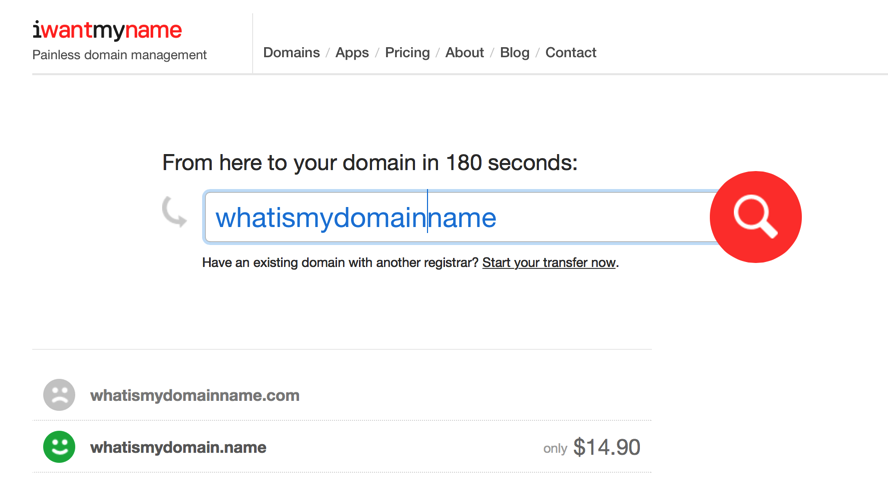 iwantmyname
Painless domain management
Domains / Apps / Pricing / About / Blog / Contact
From here to your domain in 180 seconds:
whatismydomainname
Have an existing domain with another registrar? Start your transfer now.
whatismydomainname.com
whatismydomain.name only $14.90